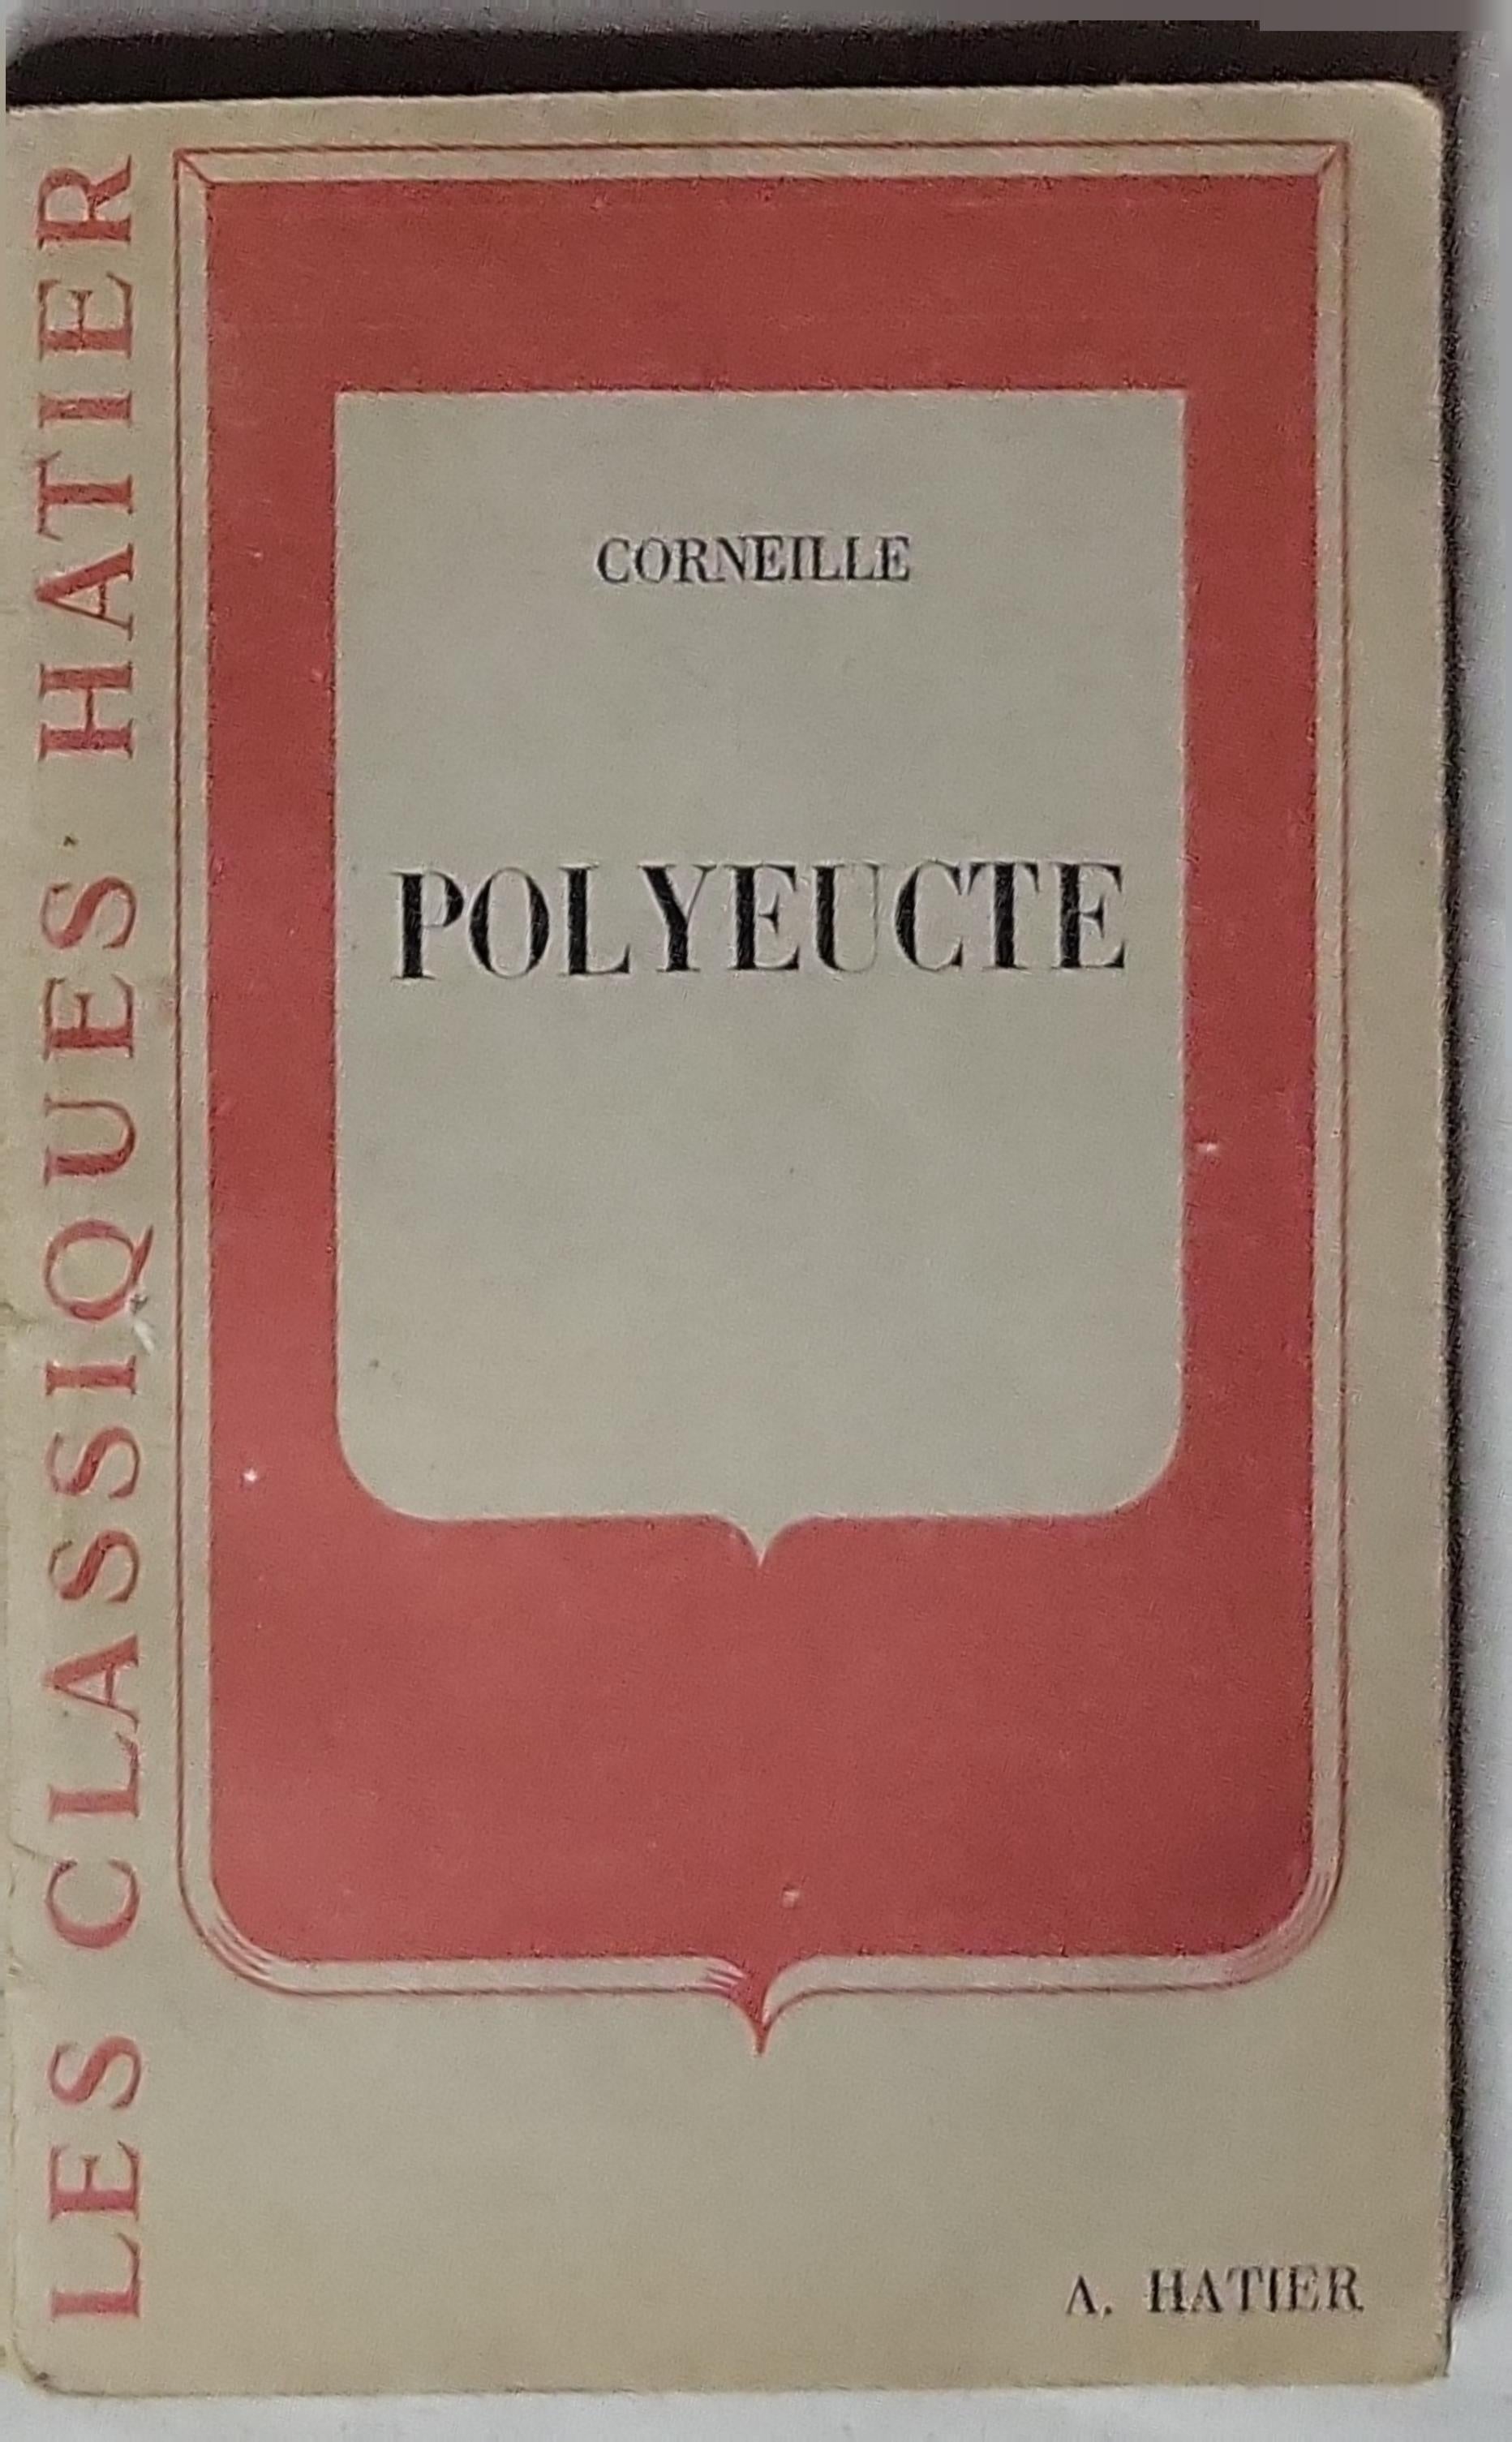 LES CLASSIQUES HATIER
CORNEILLE
POLYEUCTE
A. HATIER